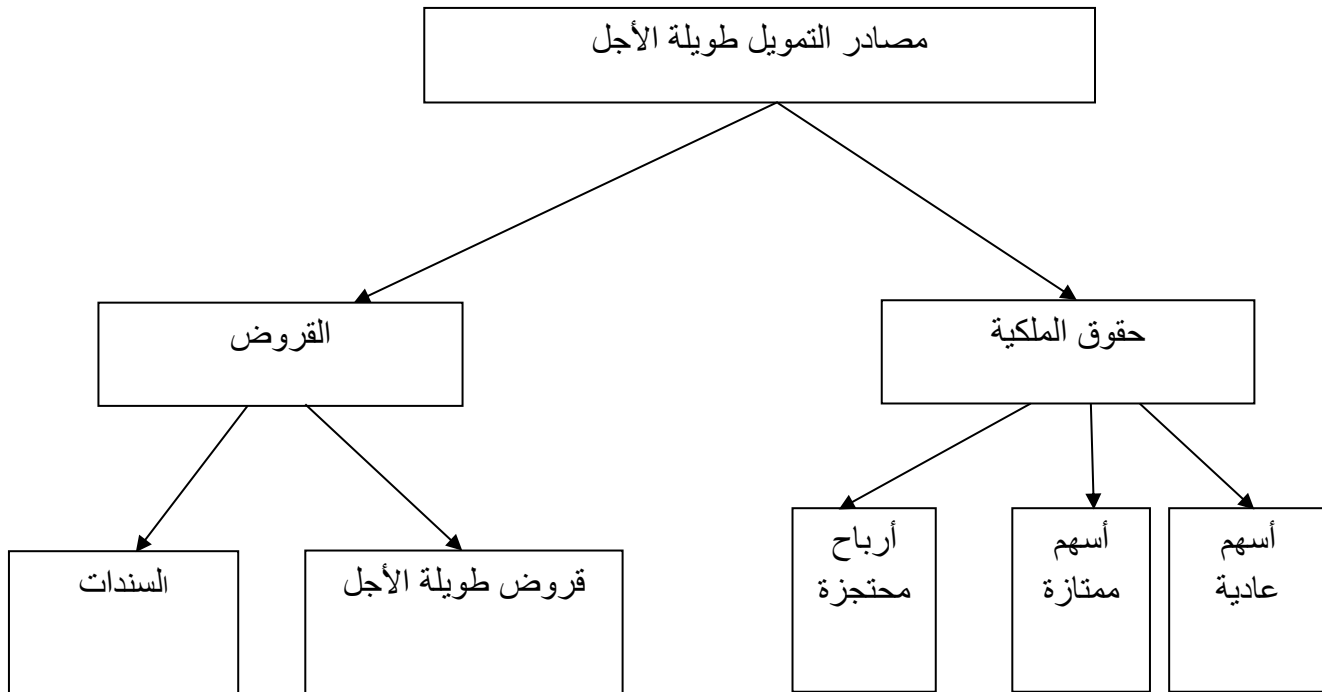 مصادر التمويل طويلة الأجل
حقوق الملكية
القروض
أسهم
عادية
أسهم
ممتازة
أرباح
محتجزة
قروض طويلة الأجل
السندات